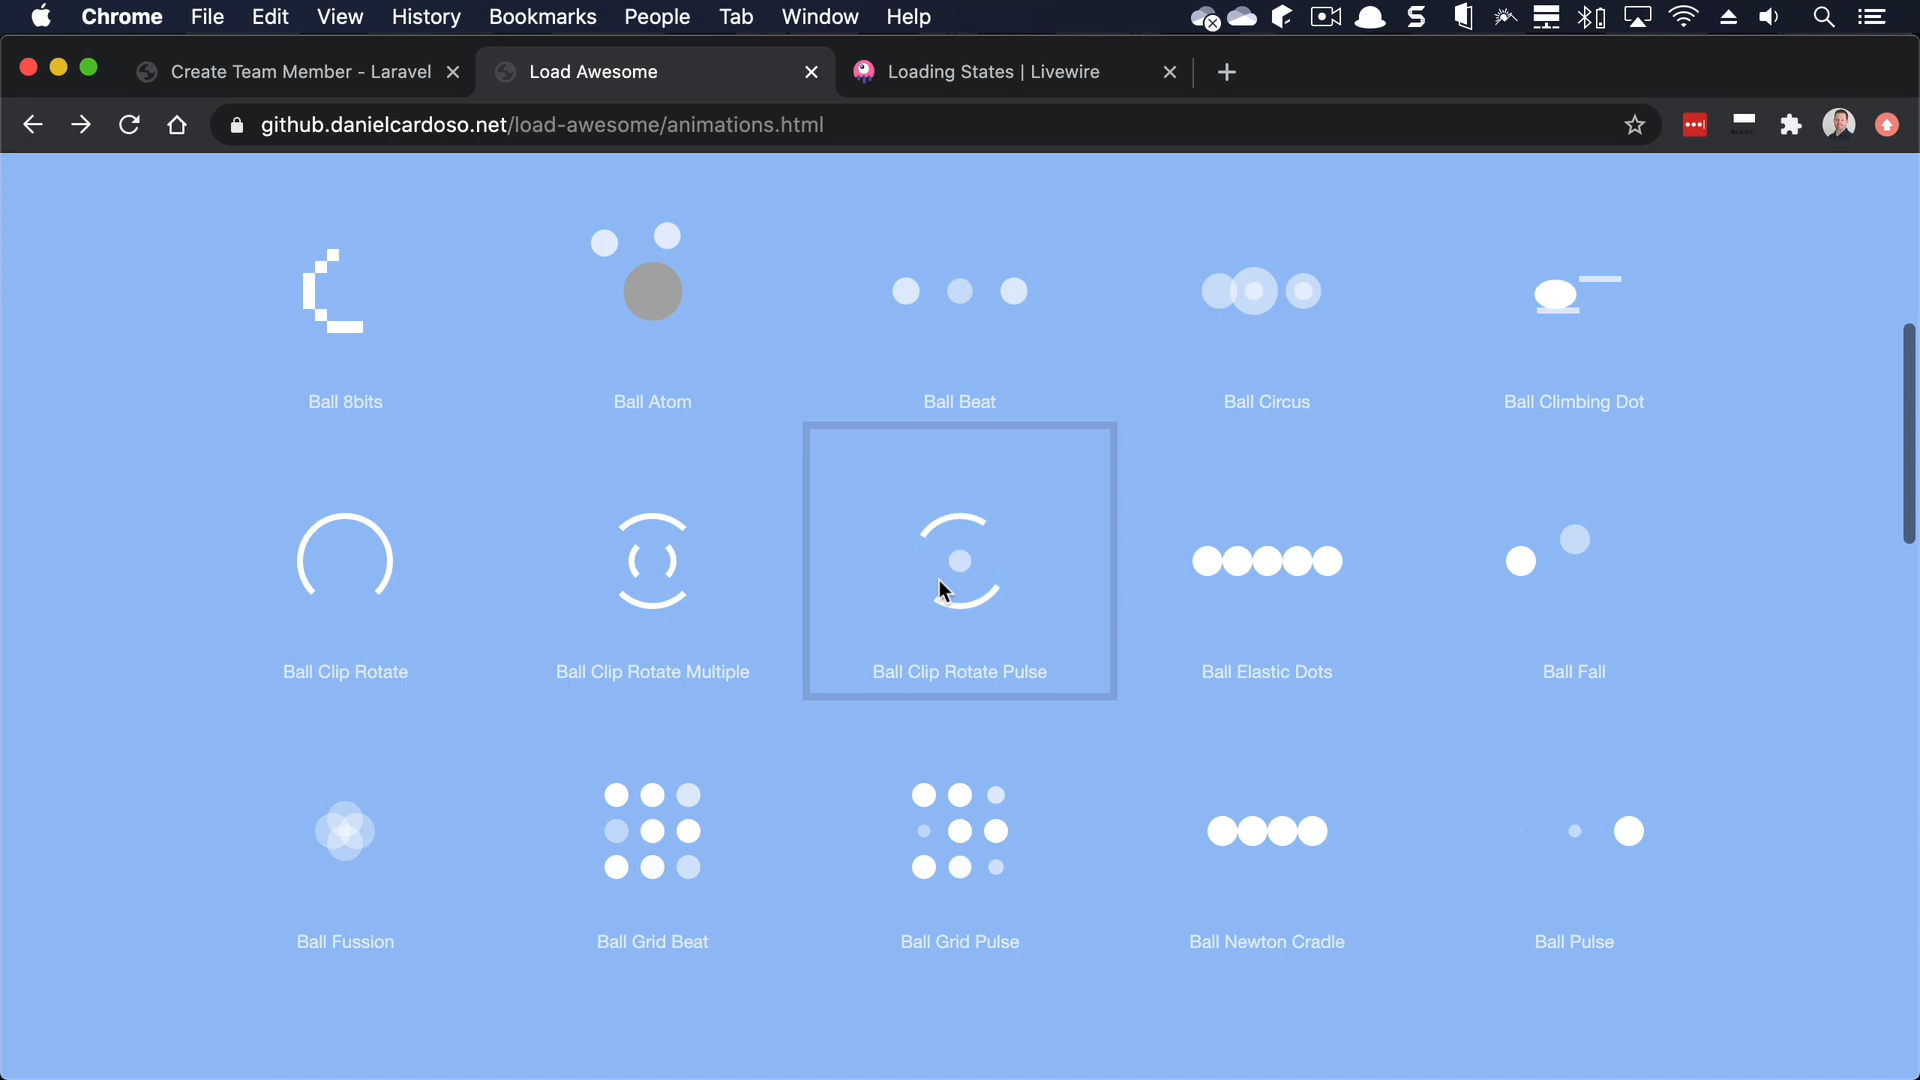 Chrome File Edit View History Bookmarks People Tab Window Help
Create Team Member - Laravel
Load Awesome
Loading States | Livewire
github.danielcardoso.net/load-awesome/animations.html
Ball 8bits
Ball Atom
Ball Beat
Ball Circus
Ball Climbing Dot
Ball Clip Rotate
Ball Clip Rotate Multiple
Ball Clip Rotate Pulse
Ball Elastic Dots
Ball Fall
Ball Fussion
Ball Grid Beat
Ball Grid Pulse
Ball Newton Cradle
Ball Pulse